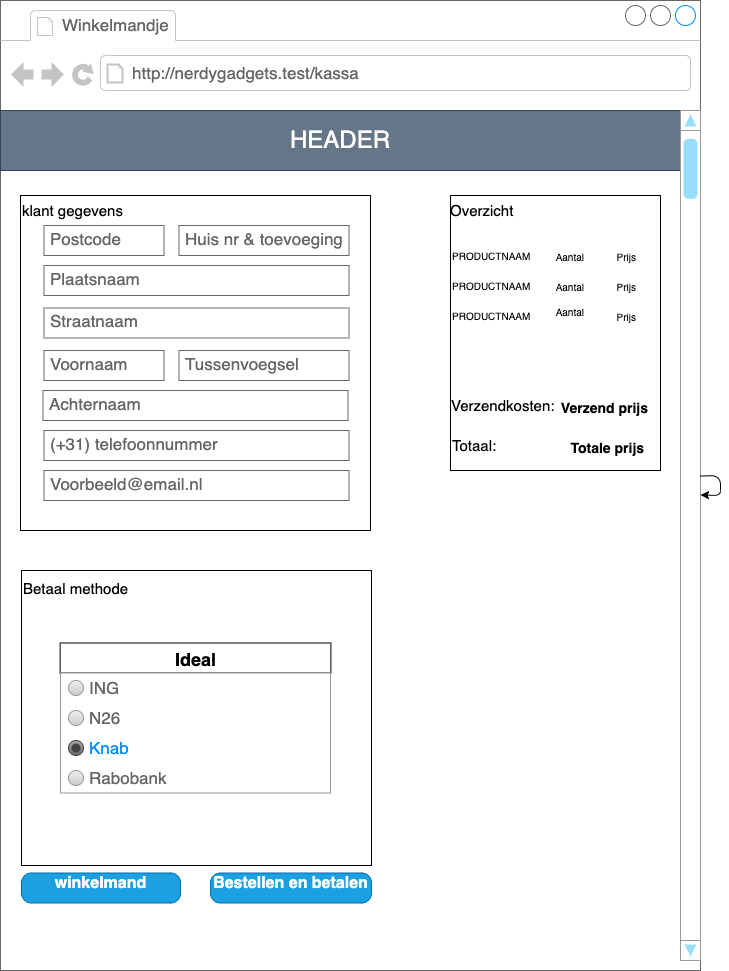 Winkelmandje
http://nerdygadgets.test/kassa
HEADER
klant gegevens
Postcode Huis nr & toevoeging
Plaatsnaam
Straatnaam
Voornaam Tussenvoegsel
Achternaam
(+31) telefoonnummer
Voorbeeld@email.nl
Overzicht
PRODUCTNAAM Aantal Prijs
PRODUCTNAAM Aantal Prijs
PRODUCTNAAM Aantal Prijs
Verzendkosten: Verzend prijs
Totaal: Totale prijs
Betaal methode
Ideal
ING
N26
Knab
Rabobank
winkelmand Bestellen en betalen